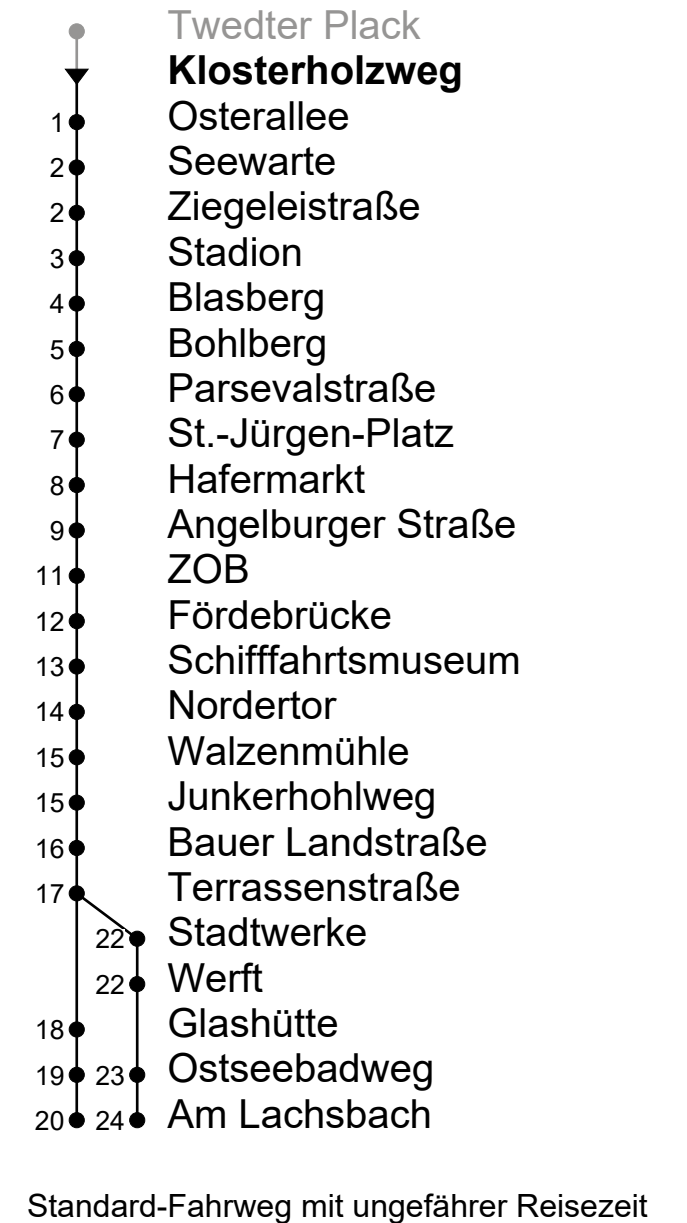 Twedter Plack
Klosterholzweg
1 Osterallee
2 Seewarte
2 Ziegeleistraße
3 Stadion
4 Blasberg
5 Bohlberg
6 Parsevalstraße
7 St.-Jürgen-Platz
8 Hafermarkt
9 Angelburger Straße
11 ZOB
12 Fördebrücke
13 Schifffahrtsmuseum
14 Nordertor
15 Walzenmühle
15 Junkerhohlweg
16 Bauer Landstraße
17 Terrassenstraße
22 Stadtwerke
22 Werft
18 Glashütte
19 23 Ostseebadweg
20 24 Am Lachsbach
Standard-Fahrweg mit ungefährer Reisezeit